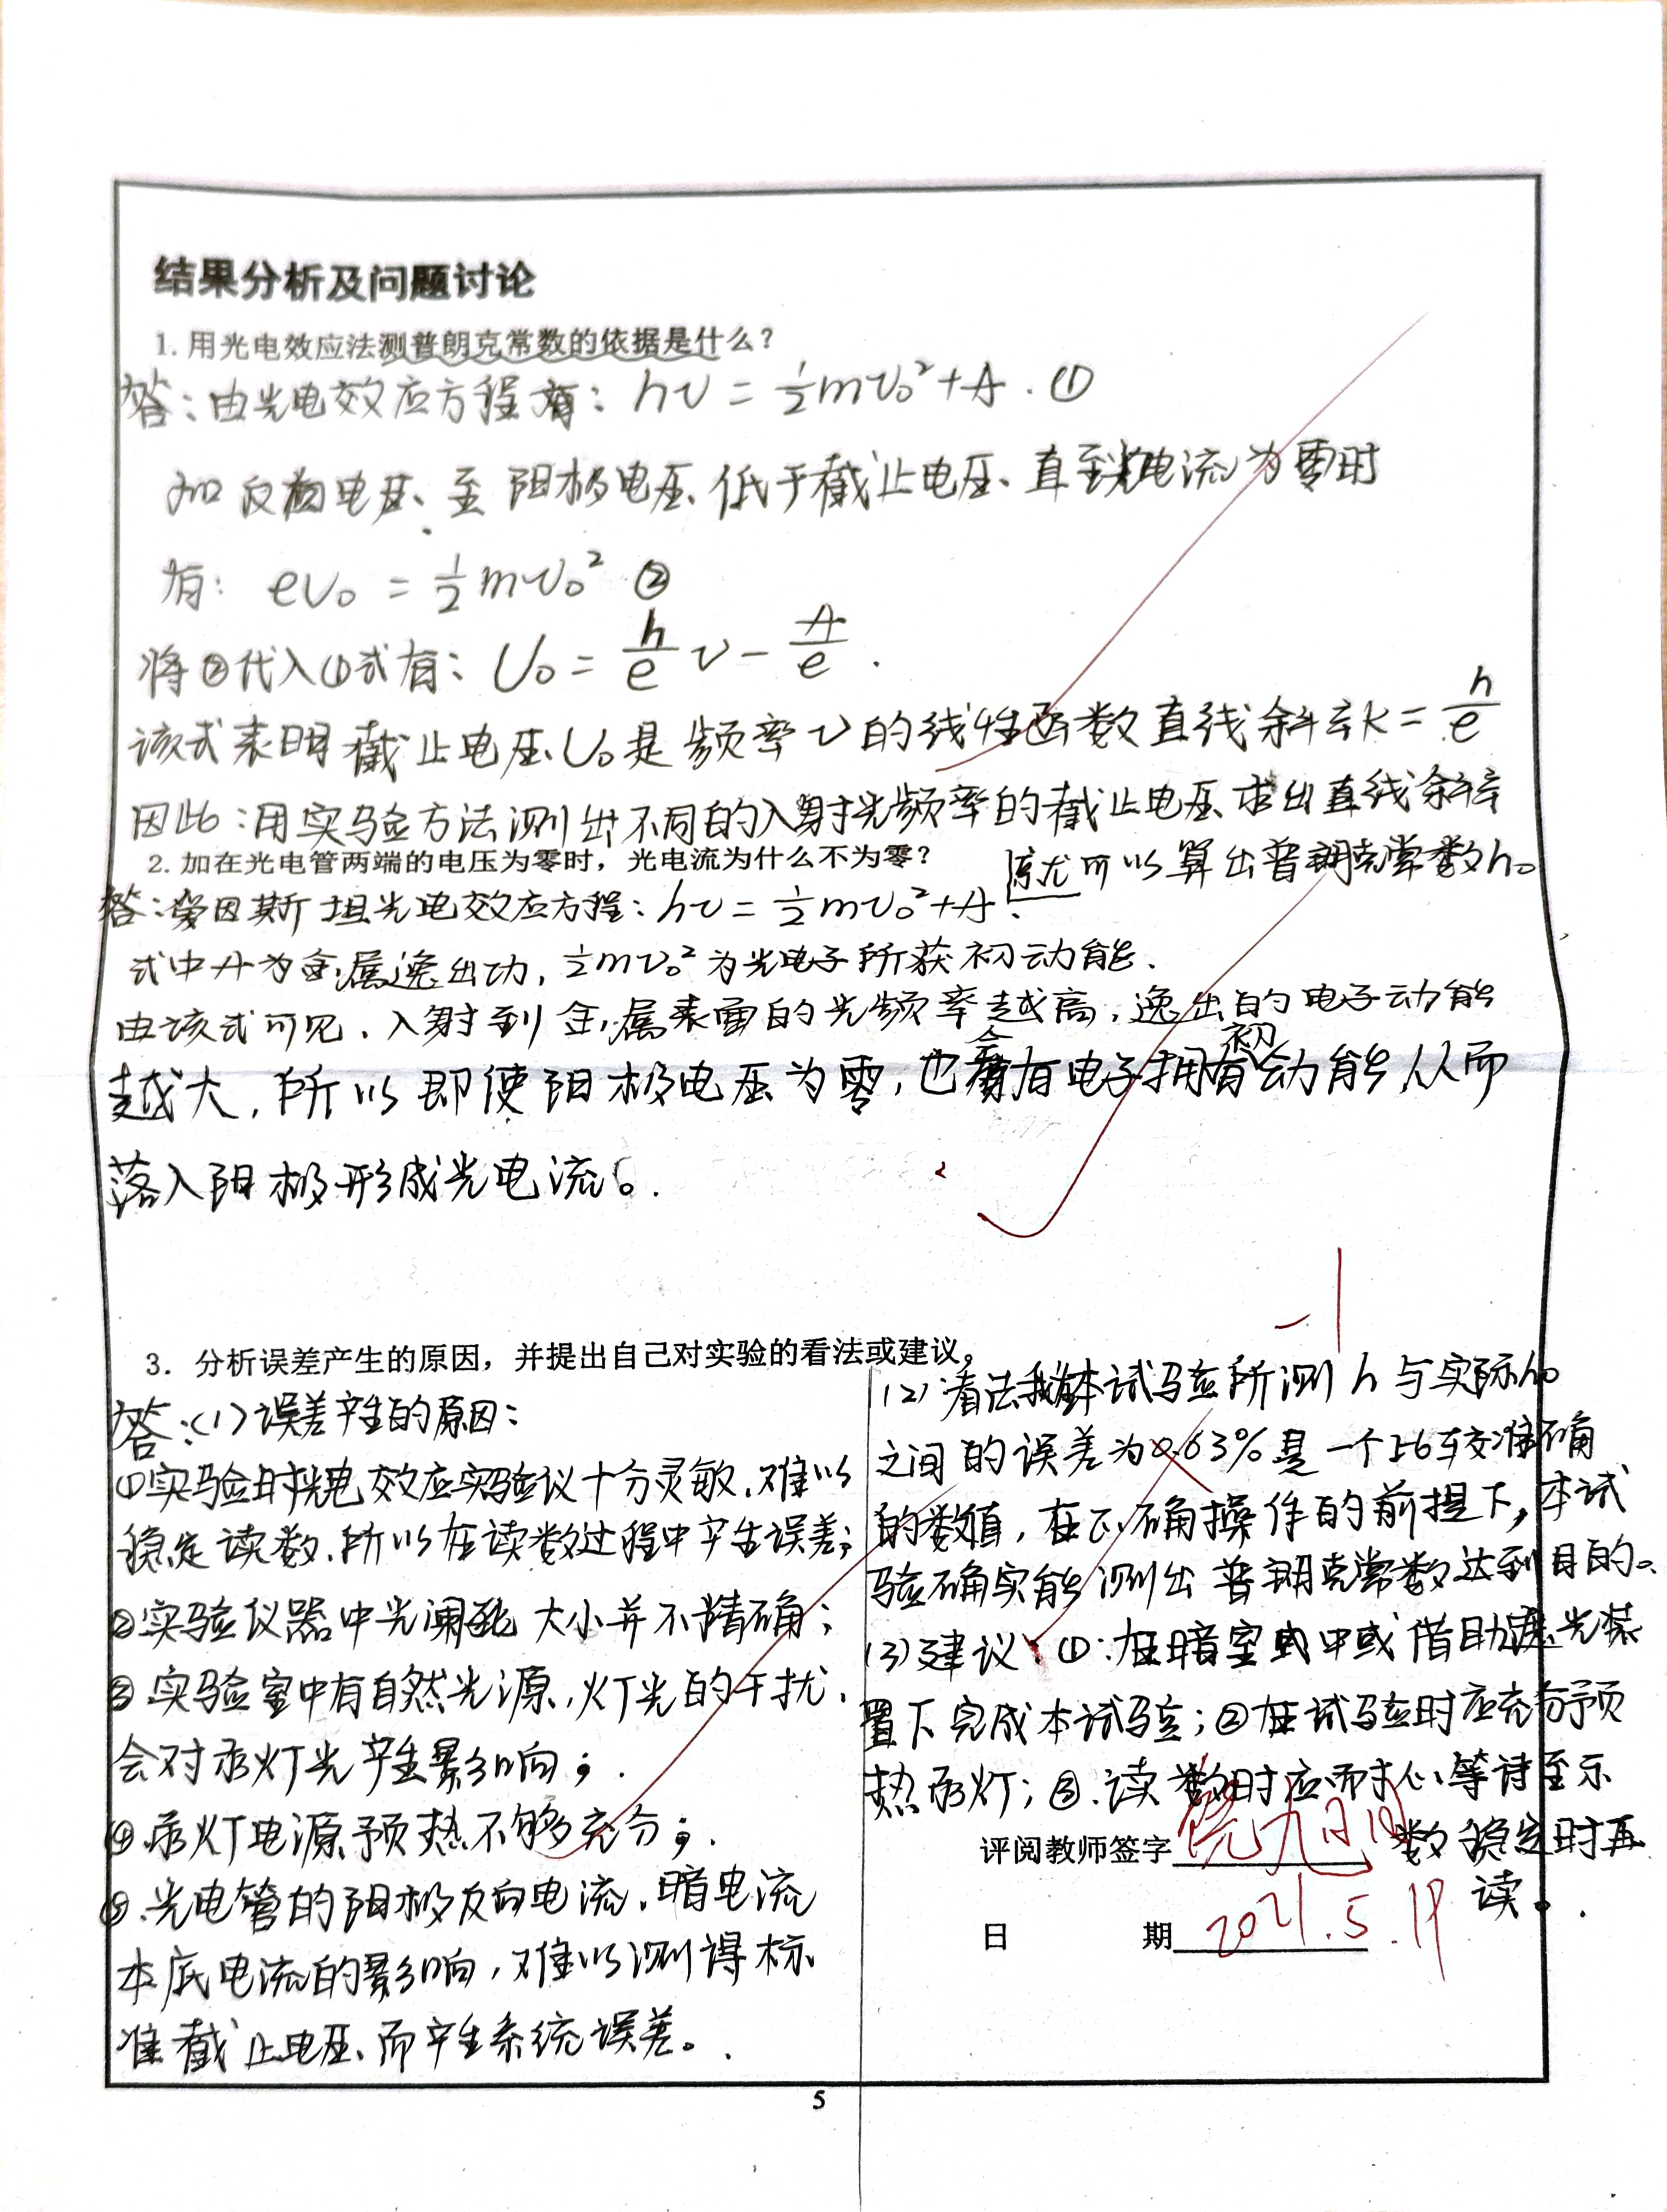 结果分析及问题讨论
1. 用光电效应法测普朗克常数的依据是什么?
答:由光电效应方程有: hν = ½mv₀² + A. ①
加反向电压、至阳极电压低于截止电压、直至光电流为零时
有: eU₀ = ½mv₀² ②
将②代入①式有: U₀ = h/e ν - A/e.
该式表明截止电压U₀是频率ν的线性函数直线斜率K = h/e
因此:用实验方法测出不同的入射光频率的截止电压求出直线斜率
就可以算出普朗克常数h。
2. 加在光电管两端的电压为零时,光电流为什么不为零?
答:爱因斯坦光电效应方程: hν = ½mv₀² + A.
式中A为金属逸出功, ½mv₀²为光电子所获初动能.
由该式可见,入射到金属表面的光频率越高,逸出的电子动能
越大,所以即使阳极电压为零,也会有电子拥有初动能从而
落入阳极形成光电流。
-1
3. 分析误差产生的原因,并提出自己对实验的看法或建议。
答:(1)误差产生的原因:
①实验时光电效应实验仪十分灵敏,难以
稳定读数,所以在读数过程中产生误差;
②实验仪器中光阑孔大小并不精确;
③实验室中有自然光源,灯光的干扰,
会对汞灯光产生影响;
④汞灯电源预热不够充分;
⑤光电管的阳极反向电流,暗电流
本底电流的影响,难以测得标
准截止电压而产生系统误差。
(2)看法我本试验所测h与实际h₀
之间的误差为0.63%是一个比较准确
的数值,在正确操作的前提下,本试
验确实能测出普朗克常数达到目的。
(3)建议:①:在暗室中或借助遮光装
置下完成本试验;②在试验时应充分预
热汞灯;③.读数时应耐心等待至示
数稳定时再
读。
评阅教师签字
日 期 2021.5.19
5